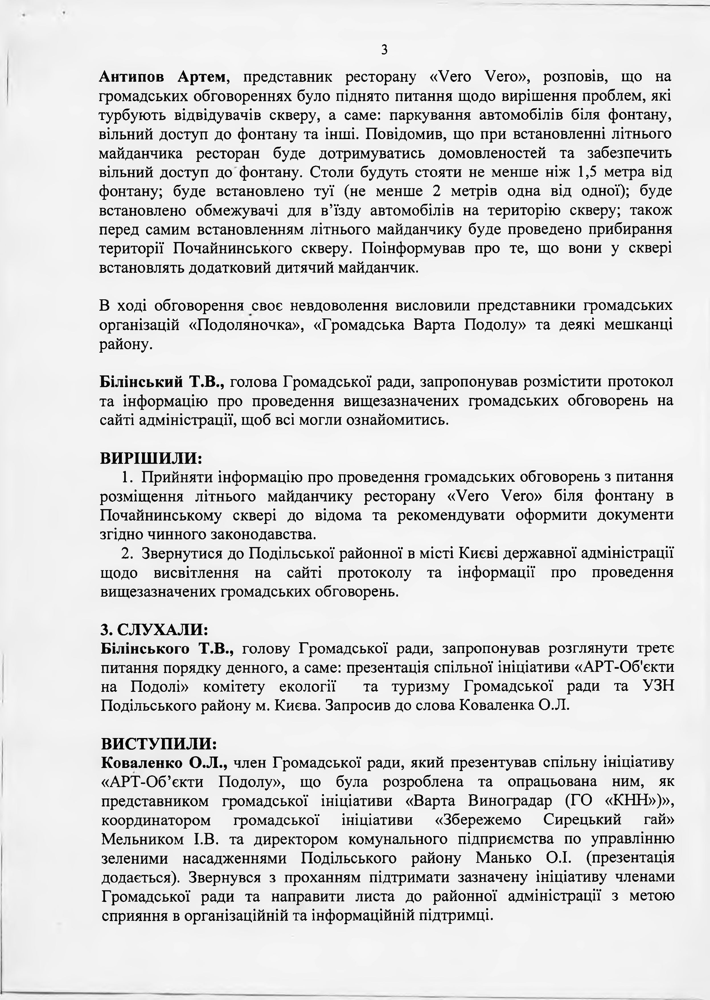 3
Антипов Артем, представник ресторану «Vero Vero», розповів, що на
громадських обговореннях було піднято питання щодо вирішення проблем, які
турбують відвідувачів скверу, а саме: паркування автомобілів біля фонтану,
вільний доступ до фонтану та інші. Повідомив, що при встановленні літнього
майданчика ресторан буде дотримуватись домовленостей та забезпечить
вільний доступ до фонтану. Столи будуть стояти не менше ніж 1,5 метра від
фонтану; буде встановлено туї (не менше 2 метрів одна від одної); буде
встановлено обмежувачі для в’їзду автомобілів на територію скверу; також
перед самим встановленням літнього майданчику буде проведено прибирання
території Почайнинського скверу. Поінформував про те, що вони у сквері
встановлять додатковий дитячий майданчик.
В ході обговорення своє невдоволення висловили представники громадських
організацій «Подоляночка», «Громадська Варта Подолу» та деякі мешканці
району.
Білінський Т.В., голова Громадської ради, запропонував розмістити протокол
та інформацію про проведення вищезазначених громадських обговорень на
сайті адміністрації, щоб всі могли ознайомитись.
ВИРІШИЛИ:
1. Прийняти інформацію про проведення громадських обговорень з питання
розміщення літнього майданчику ресторану «Vero Vero» біля фонтану в
Почайнинському сквері до відома та рекомендувати оформити документи
згідно чинного законодавства.
2. Звернутися до Подільської районної в місті Києві державної адміністрації
щодо висвітлення на сайті протоколу та інформації про проведення
вищезазначених громадських обговорень.
3. СЛУХАЛИ:
Білінського Т.В., голову Громадської ради, запропонував розглянути третє
питання порядку денного, а саме: презентація спільної ініціативи «АРТ-Об'єкти
на Подолі» комітету екології та туризму Громадської ради та УЗН
Подільського району м. Києва. Запросив до слова Коваленка О.Л.
ВИСТУПИЛИ:
Коваленко О.Л., член Громадської ради, який презентував спільну ініціативу
«АРТ-Об’єкти Подолу», що була розроблена та опрацьована ним, як
представником громадської ініціативи «Варта Виноградар (ГО «КНН»)»,
координатором громадської ініціативи «Збережемо Сирецький гай»
Мельником І.В. та директором комунального підприємства по управлінню
зеленими насадженнями Подільського району Манько О.І. (презентація
додається). Звернувся з проханням підтримати зазначену ініціативу членами
Громадської ради та направити листа до районної адміністрації з метою
сприяння в організаційній та інформаційній підтримці.